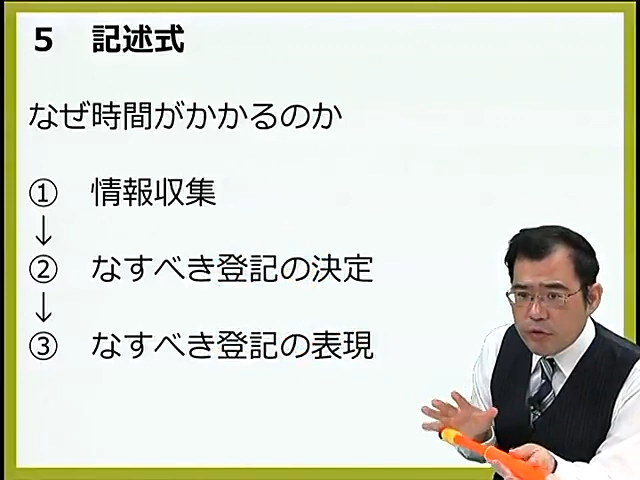 5 記述式
なぜ時間がかかるのか
① 情報収集
↓
② なすべき登記の決定
↓
③ なすべき登記の表現